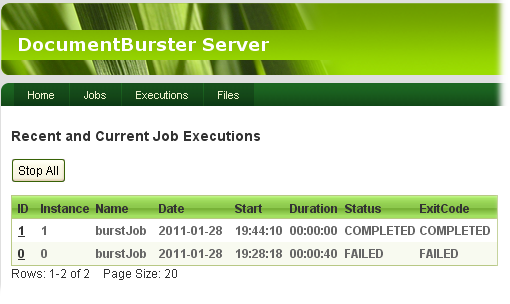 DocumentBurster Server
Home Jobs Executions Files
Recent and Current Job Executions
Stop All
ID Instance Name Date Start Duration Status ExitCode
1 1 burstJob 2011-01-28 19:44:10 00:00:00 COMPLETED COMPLETED
0 0 burstJob 2011-01-28 19:28:18 00:00:40 FAILED FAILED
Rows: 1-2 of 2 Page Size: 20